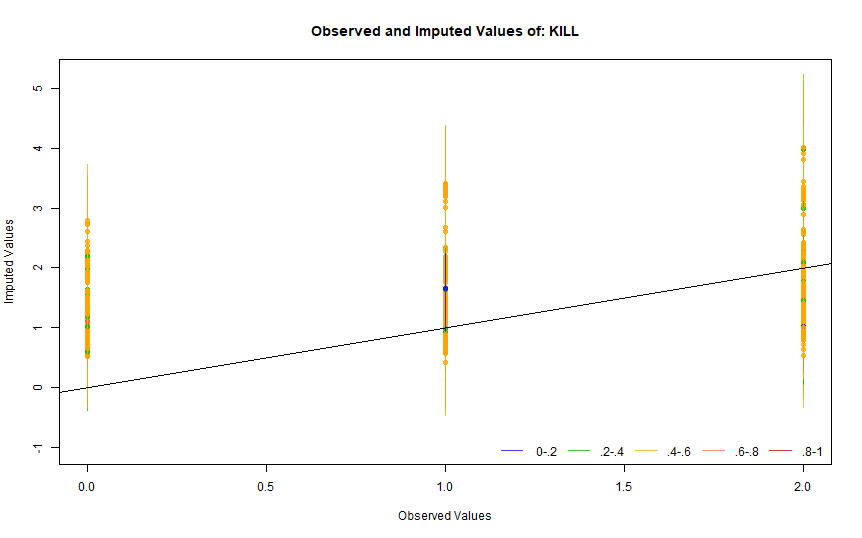 Observed and Imputed Values of: KILL
Imputed Values
5
4
3
2
1
0
-1
0-.2 .2-.4 .4-.6 .6-.8 .8-1
0.0 0.5 1.0 1.5 2.0
Observed Values